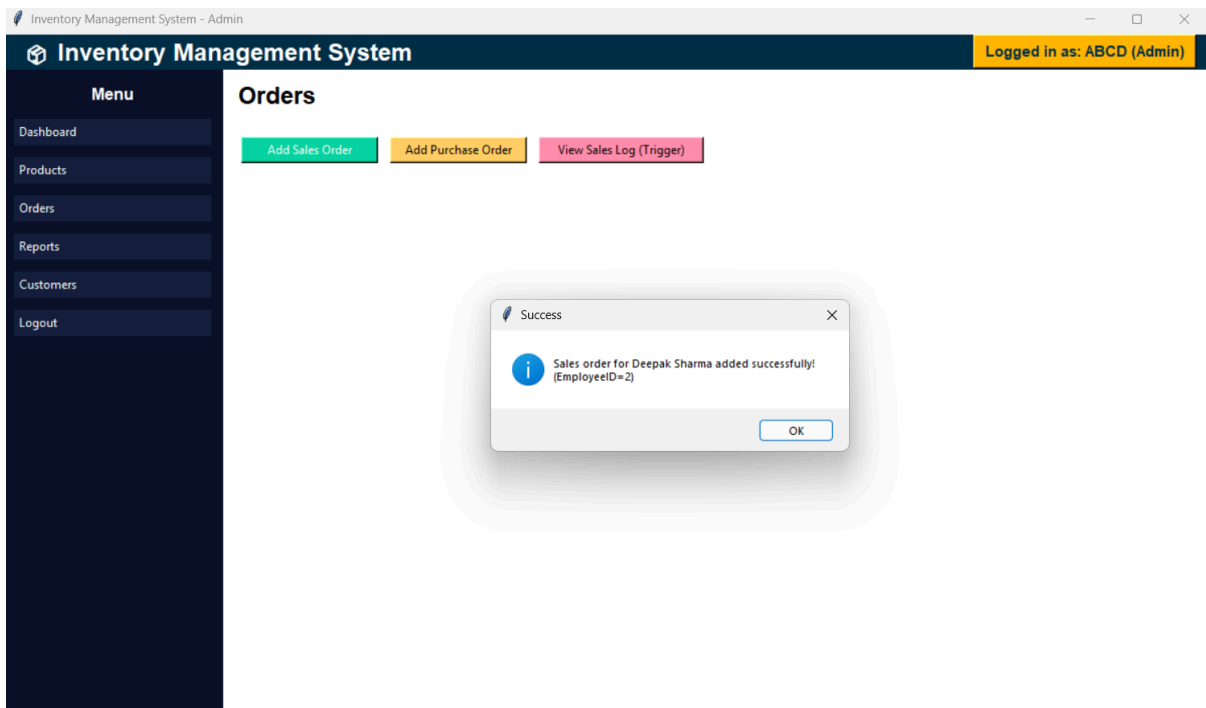 Inventory Management System - Admin
Inventory Management System
Logged in as: ABCD (Admin)
Menu
Dashboard
Products
Orders
Reports
Customers
Logout
Orders
Add Sales Order
Add Purchase Order
View Sales Log (Trigger)
Success
Sales order for Deepak Sharma added successfully!
(EmployeeID=2)
OK